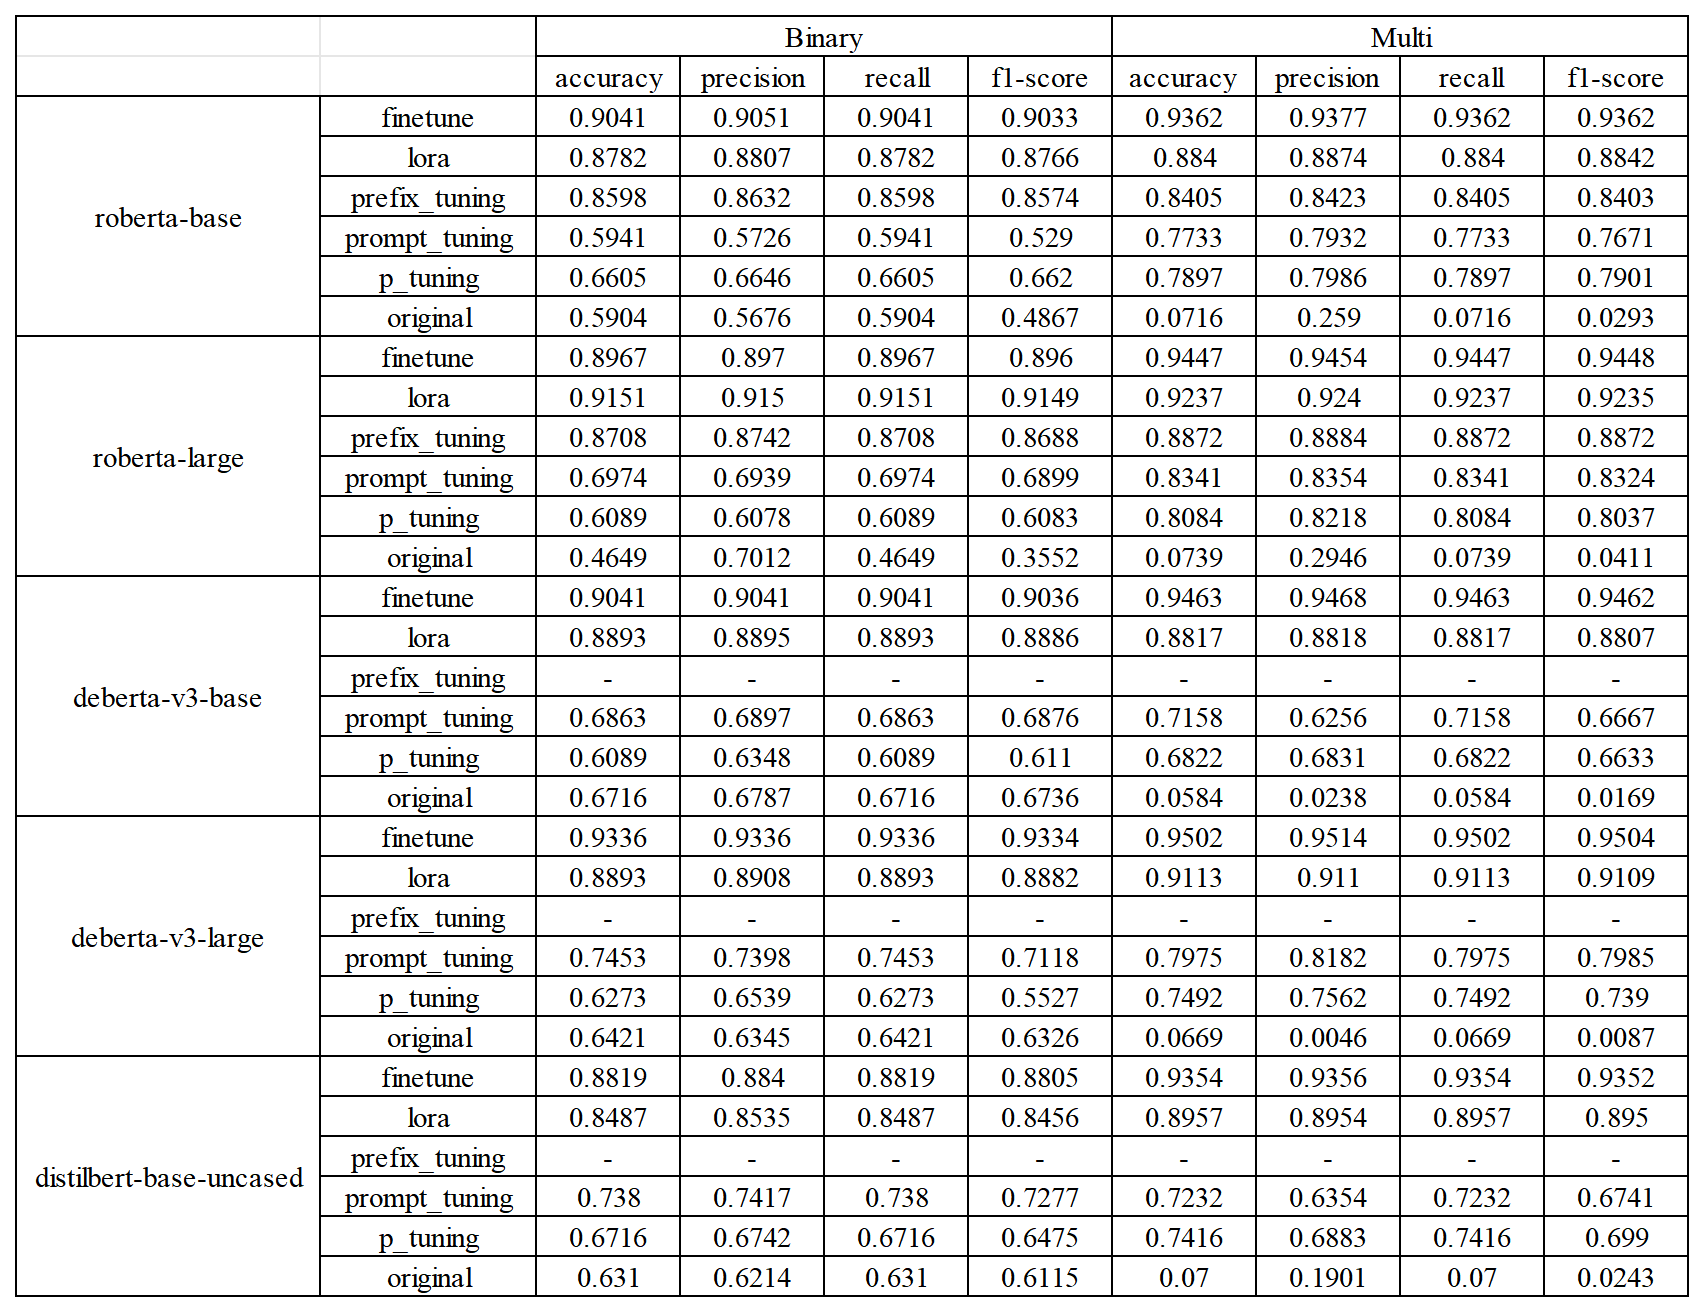 Binary Multi
accuracy precision recall f1-score accuracy precision recall f1-score
roberta-base
finetune 0.9041 0.9051 0.9041 0.9033 0.9362 0.9377 0.9362 0.9362
lora 0.8782 0.8807 0.8782 0.8766 0.884 0.8874 0.884 0.8842
prefix_tuning 0.8598 0.8632 0.8598 0.8574 0.8405 0.8423 0.8405 0.8403
prompt_tuning 0.5941 0.5726 0.5941 0.529 0.7733 0.7932 0.7733 0.7671
p_tuning 0.6605 0.6646 0.6605 0.662 0.7897 0.7986 0.7897 0.7901
original 0.5904 0.5676 0.5904 0.4867 0.0716 0.259 0.0716 0.0293
roberta-large
finetune 0.8967 0.897 0.8967 0.896 0.9447 0.9454 0.9447 0.9448
lora 0.9151 0.915 0.9151 0.9149 0.9237 0.924 0.9237 0.9235
prefix_tuning 0.8708 0.8742 0.8708 0.8688 0.8872 0.8884 0.8872 0.8872
prompt_tuning 0.6974 0.6939 0.6974 0.6899 0.8341 0.8354 0.8341 0.8324
p_tuning 0.6089 0.6078 0.6089 0.6083 0.8084 0.8218 0.8084 0.8037
original 0.4649 0.7012 0.4649 0.3552 0.0739 0.2946 0.0739 0.0411
deberta-v3-base
finetune 0.9041 0.9041 0.9041 0.9036 0.9463 0.9468 0.9463 0.9462
lora 0.8893 0.8895 0.8893 0.8886 0.8817 0.8818 0.8817 0.8807
prefix_tuning - - - - - - - -
prompt_tuning 0.6863 0.6897 0.6863 0.6876 0.7158 0.6256 0.7158 0.6667
p_tuning 0.6089 0.6348 0.6089 0.611 0.6822 0.6831 0.6822 0.6633
original 0.6716 0.6787 0.6716 0.6736 0.0584 0.0238 0.0584 0.0169
deberta-v3-large
finetune 0.9336 0.9336 0.9336 0.9334 0.9502 0.9514 0.9502 0.9504
lora 0.8893 0.8908 0.8893 0.8882 0.9113 0.911 0.9113 0.9109
prefix_tuning - - - - - - - -
prompt_tuning 0.7453 0.7398 0.7453 0.7118 0.7975 0.8182 0.7975 0.7985
p_tuning 0.6273 0.6539 0.6273 0.5527 0.7492 0.7562 0.7492 0.739
original 0.6421 0.6345 0.6421 0.6326 0.0669 0.0046 0.0669 0.0087
distilbert-base-uncased
finetune 0.8819 0.884 0.8819 0.8805 0.9354 0.9356 0.9354 0.9352
lora 0.8487 0.8535 0.8487 0.8456 0.8957 0.8954 0.8957 0.895
prefix_tuning - - - - - - - -
prompt_tuning 0.738 0.7417 0.738 0.7277 0.7232 0.6354 0.7232 0.6741
p_tuning 0.6716 0.6742 0.6716 0.6475 0.7416 0.6883 0.7416 0.699
original 0.631 0.6214 0.631 0.6115 0.07 0.1901 0.07 0.0243